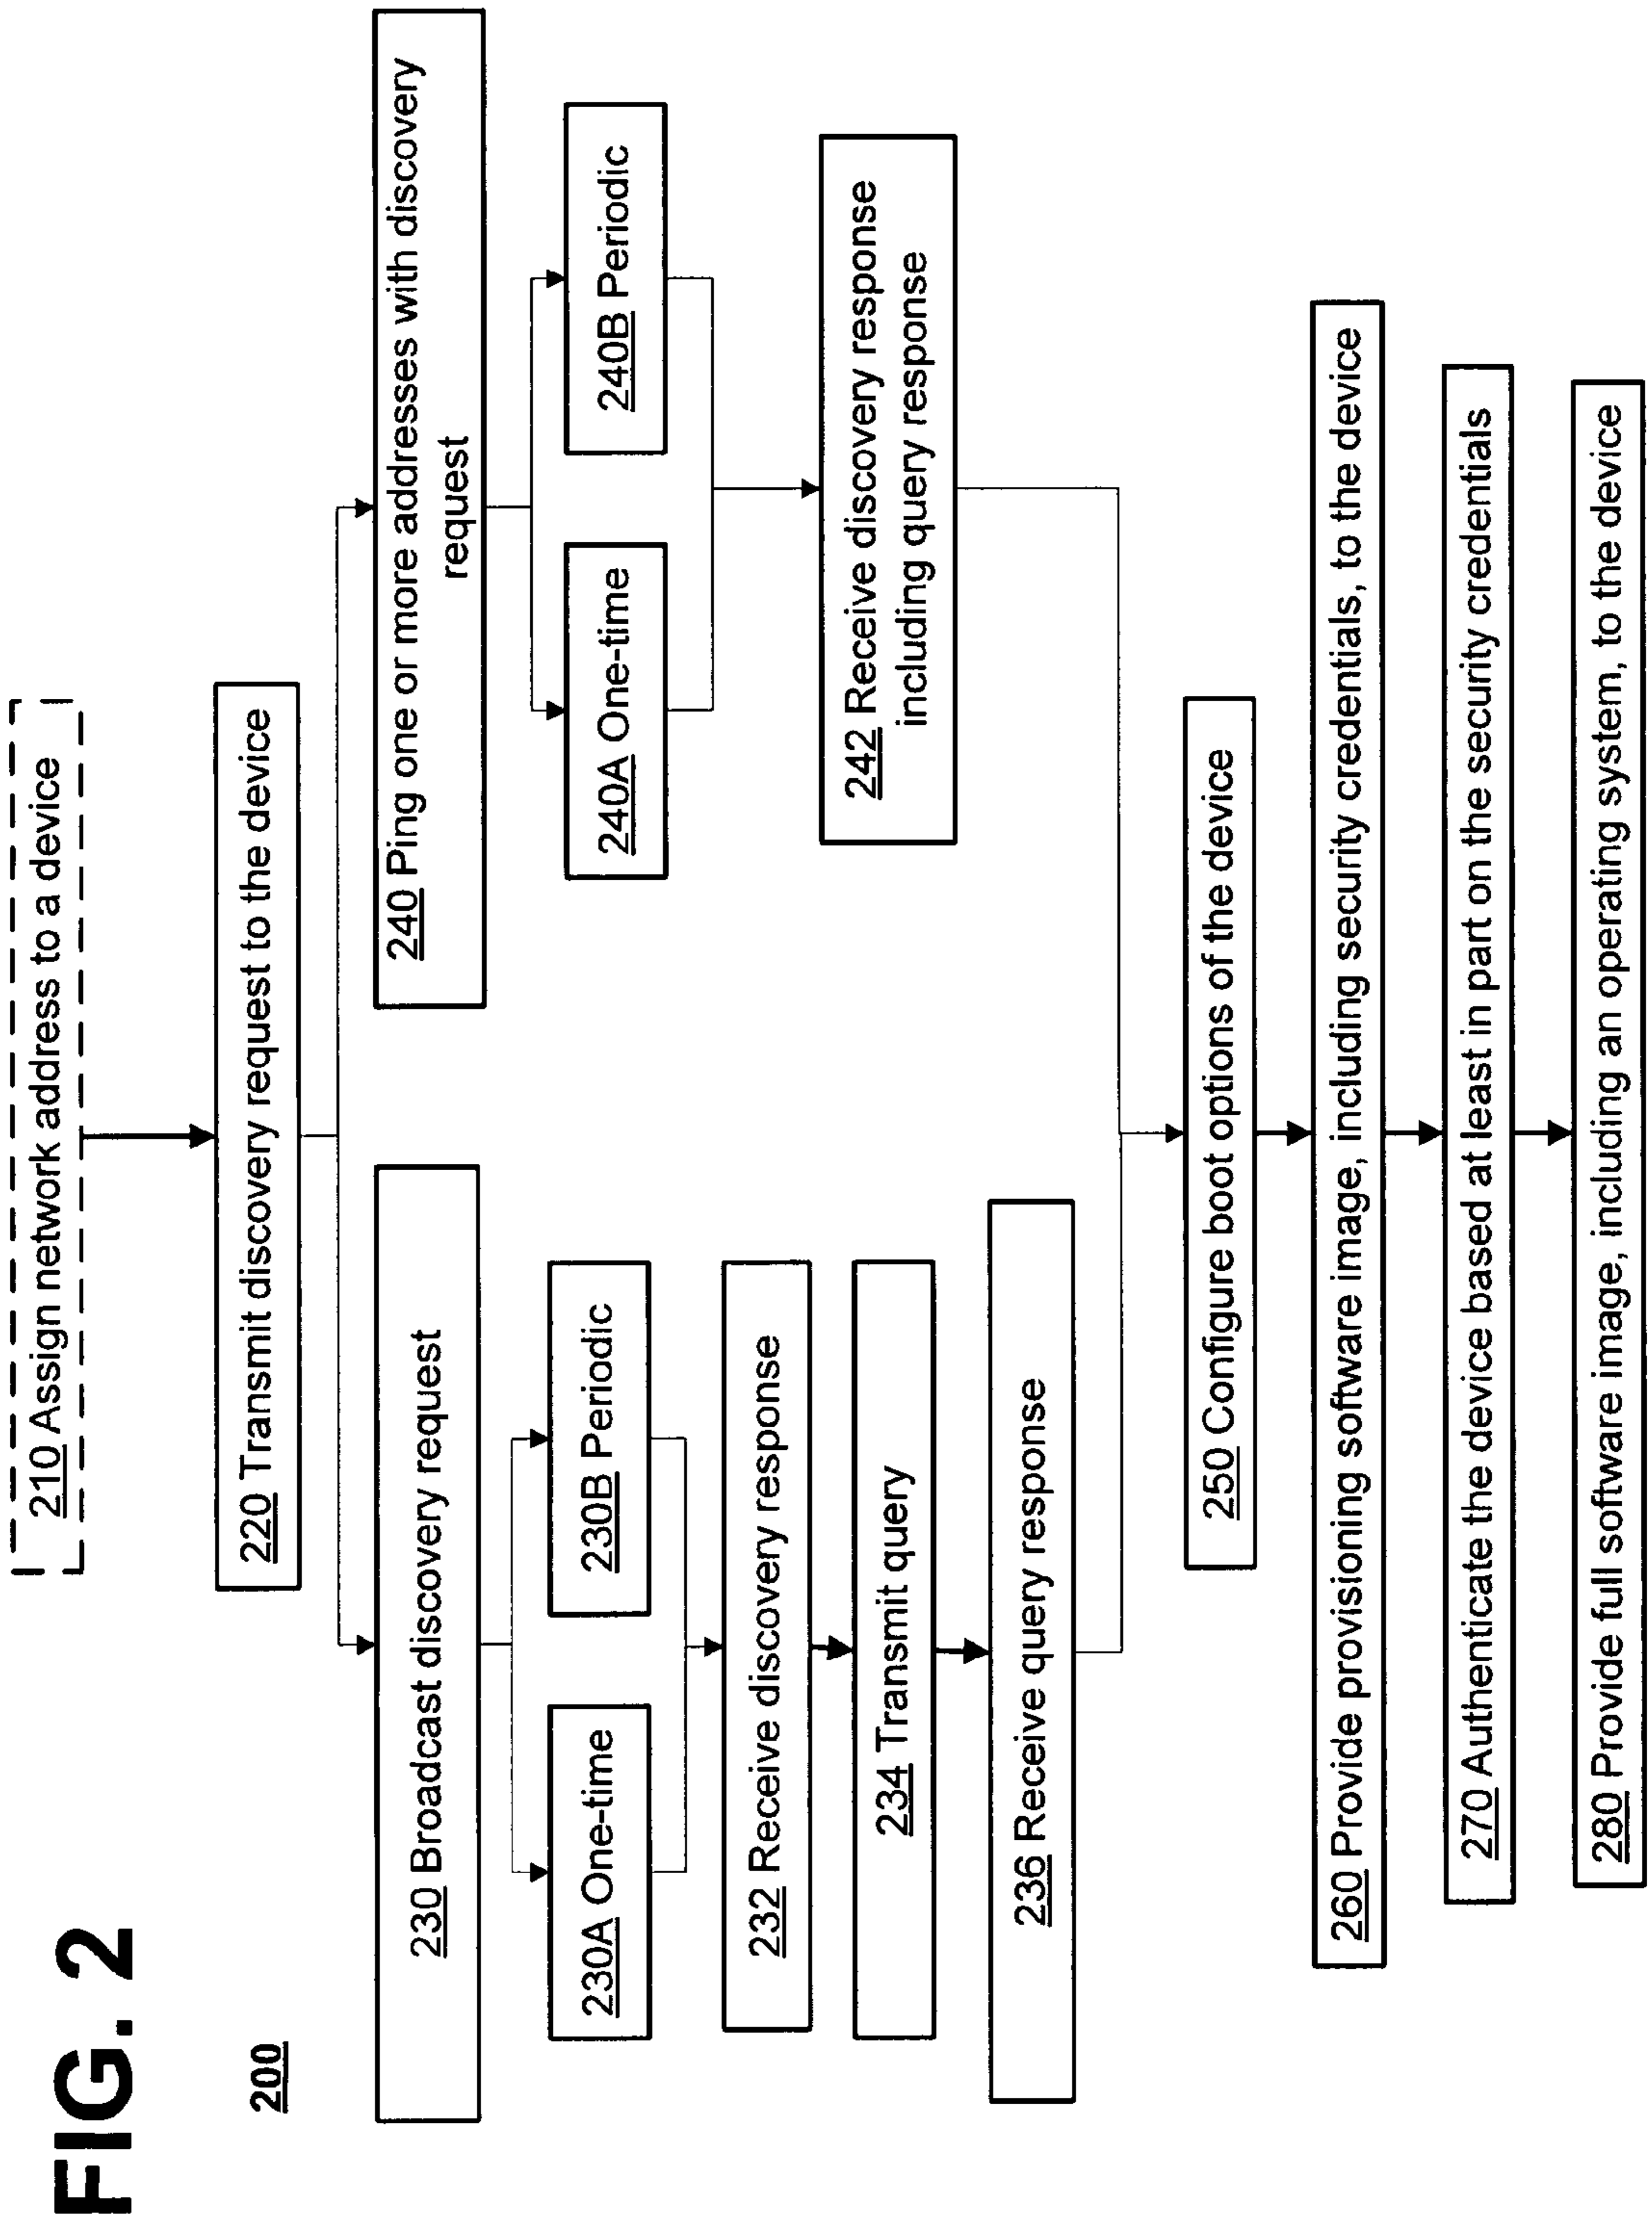 FIG. 2
200
210 Assign network address to a device
220 Transmit discovery request to the device
230 Broadcast discovery request
230A One-time
230B Periodic
232 Receive discovery response
234 Transmit query
236 Receive query response
240 Ping one or more addresses with discovery
request
240A One-time
240B Periodic
242 Receive discovery response
including query response
250 Configure boot options of the device
260 Provide provisioning software image, including security credentials, to the device
270 Authenticate the device based at least in part on the security credentials
280 Provide full software image, including an operating system, to the device